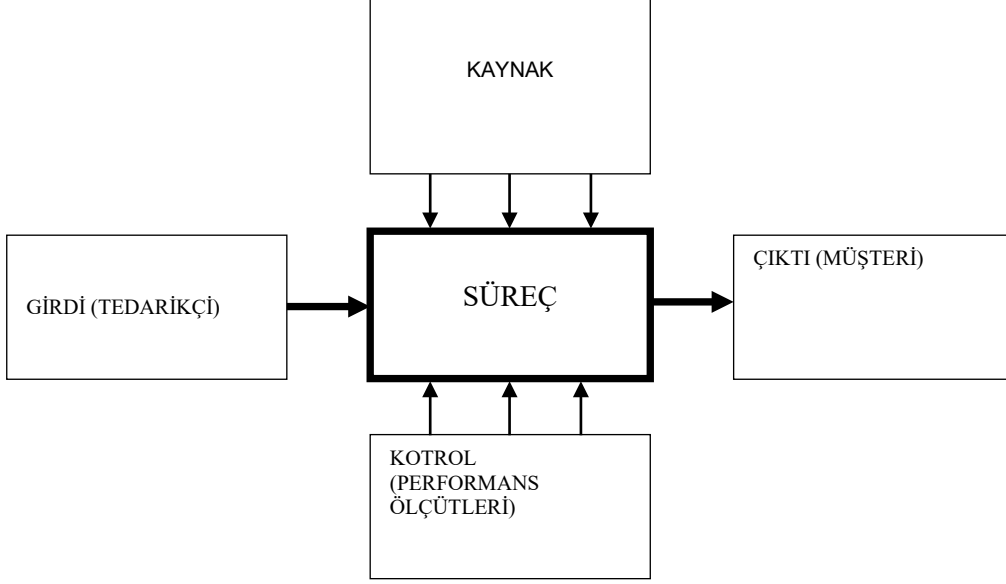 KAYNAK
GİRDİ (TEDARİKÇİ)
SÜREÇ
ÇIKTI (MÜŞTERİ)
KOTROL
(PERFORMANS
ÖLÇÜTLERİ)